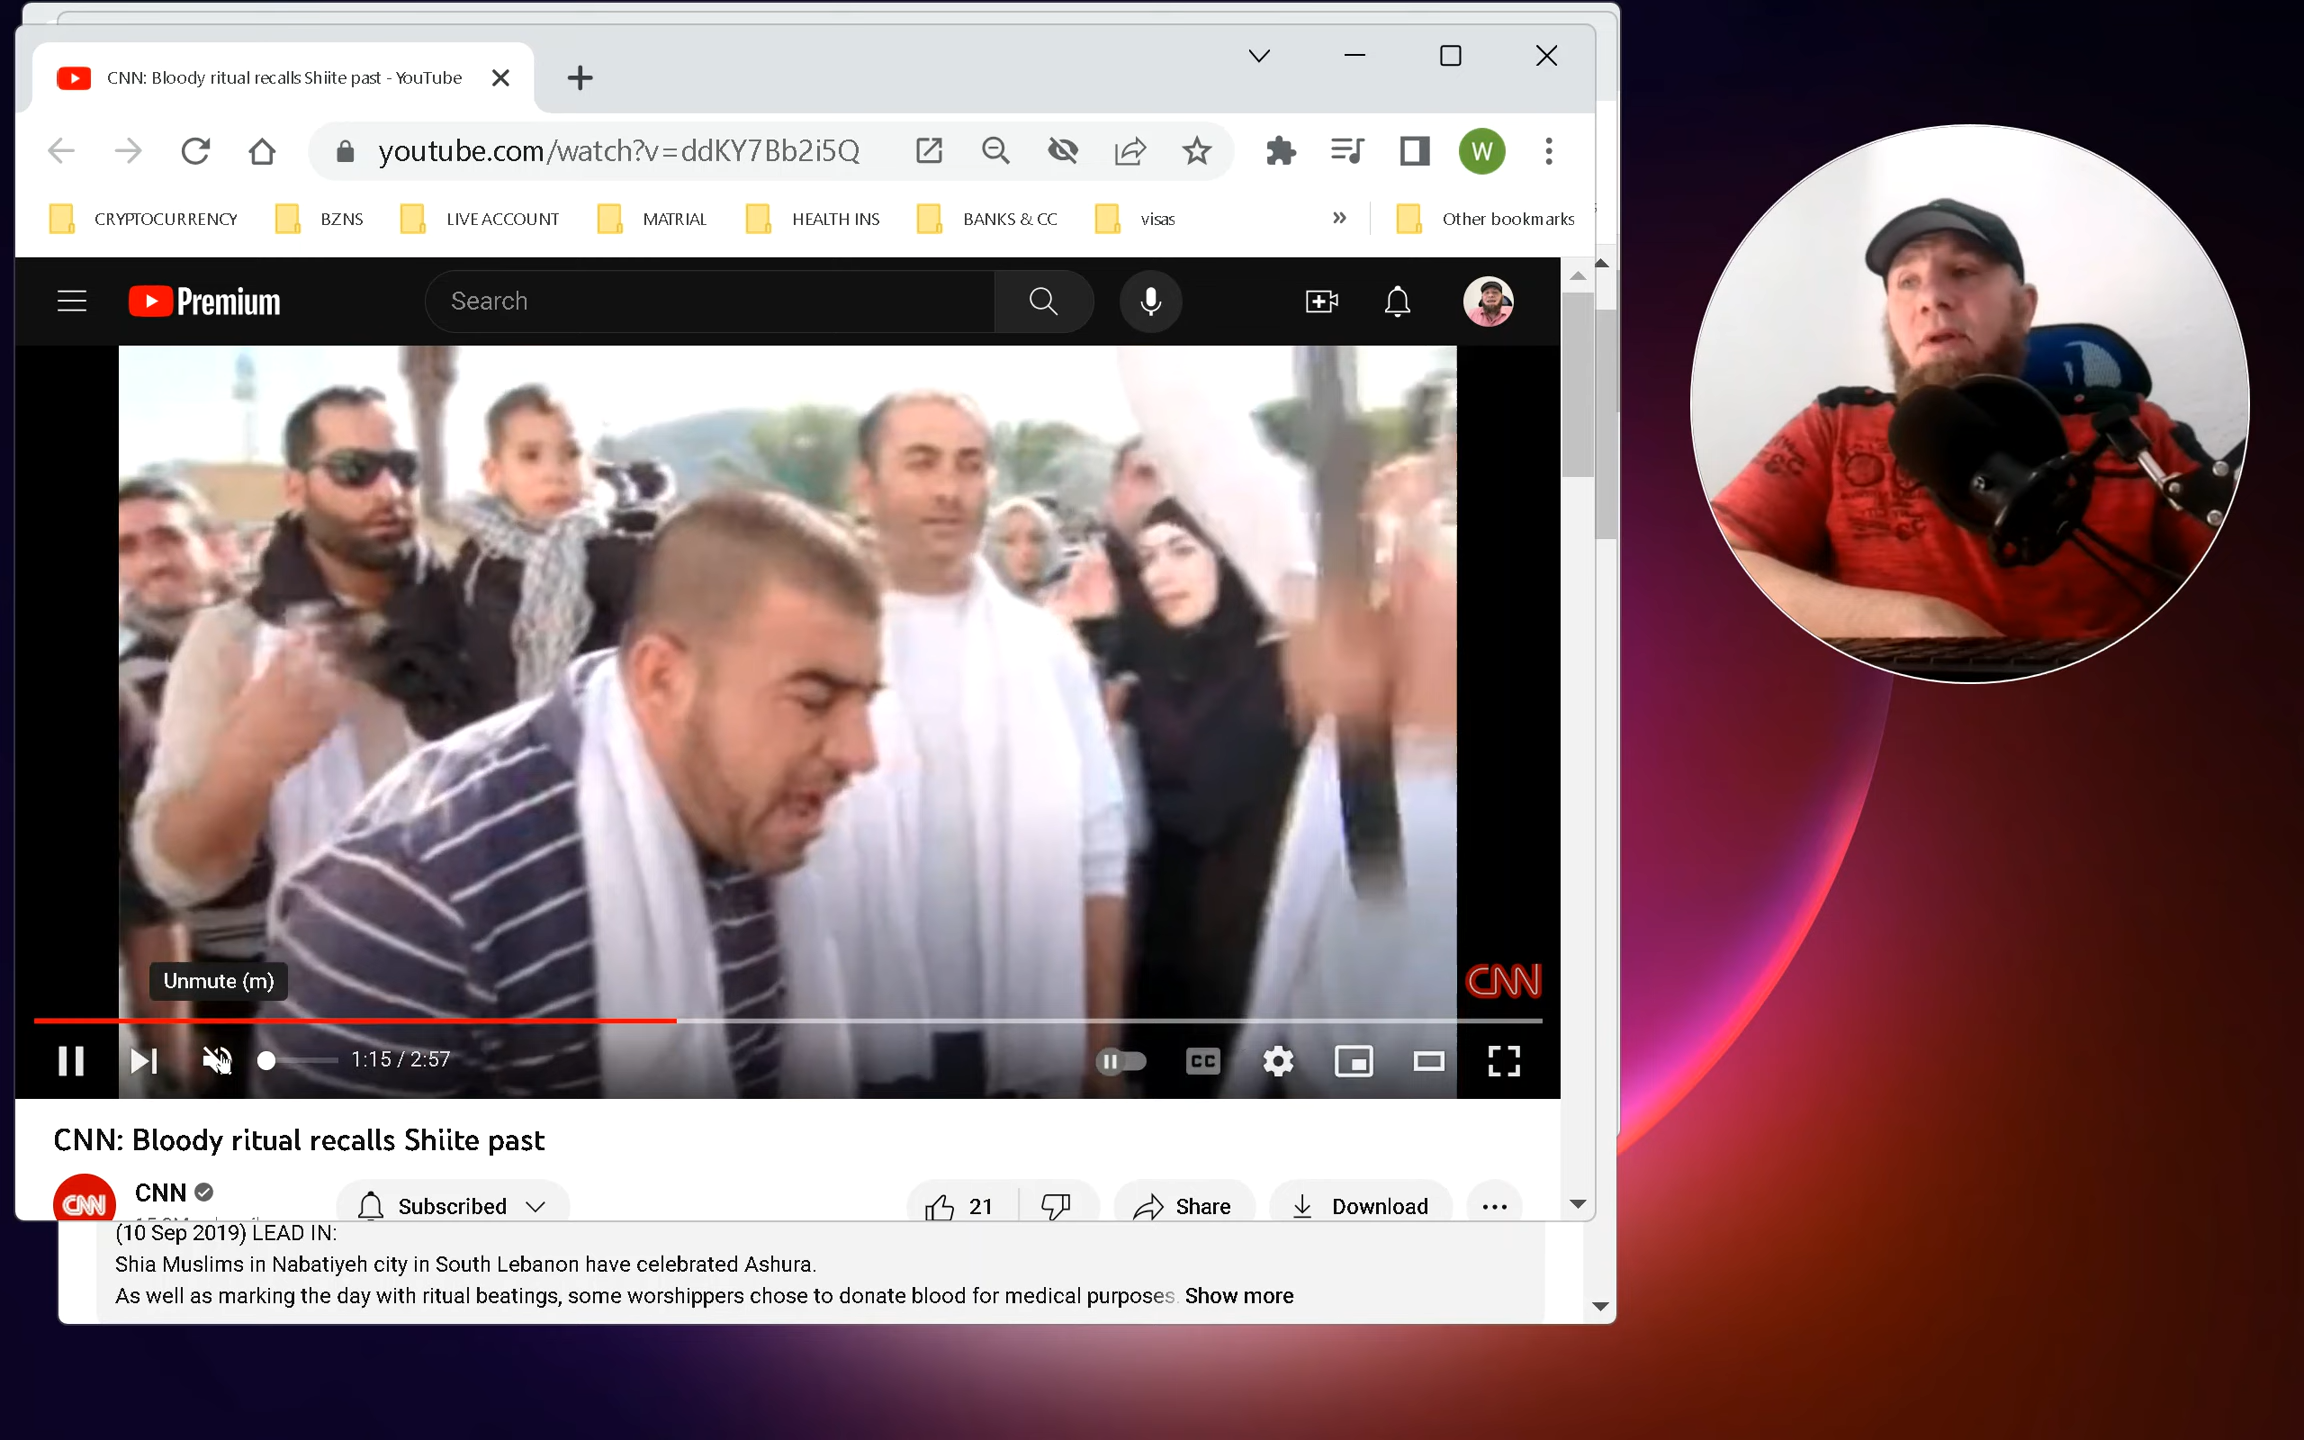 CNN: Bloody ritual recalls Shiite past - YouTube
youtube.com/watch?v=ddKY7Bb2i5Q
W
CRYPTOCURRENCY BZNS LIVE ACCOUNT MATRIAL HEALTH INS BANKS & CC visas » Other bookmarks
Premium Search
CNN
Unmute (m)
1:15 / 2:57 CC
CNN: Bloody ritual recalls Shiite past
CNN CNN Subscribed 21 Share Download
(10 Sep 2019) LEAD IN:
Shia Muslims in Nabatiyeh city in South Lebanon have celebrated Ashura.
As well as marking the day with ritual beatings, some worshippers chose to donate blood for medical purposes. Show more